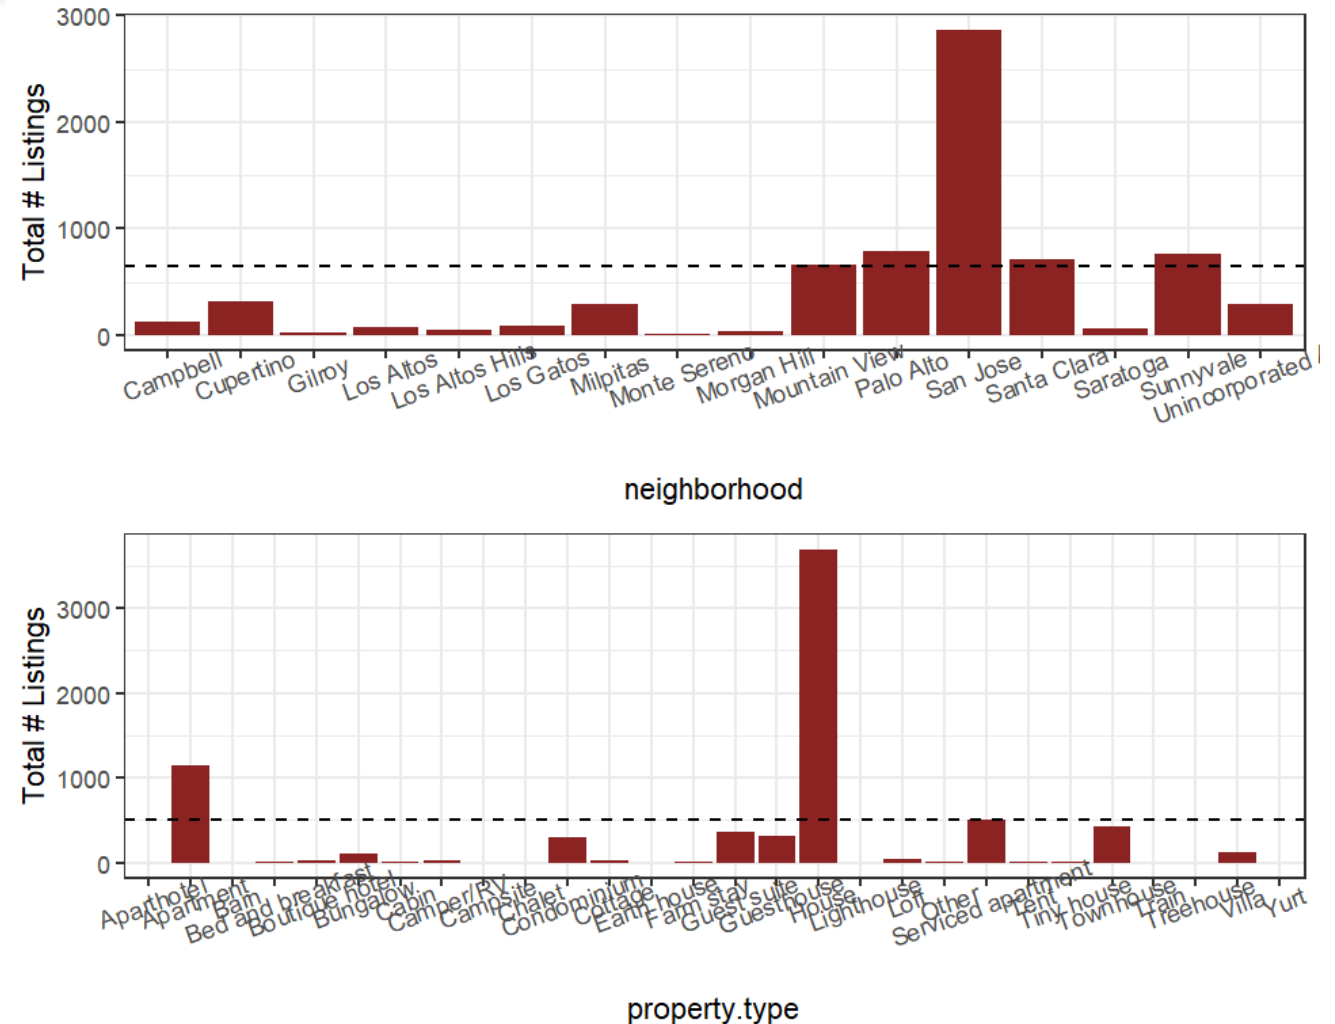 3000
2000
1000
0
Total # Listings
Campbell
Cupertino
Gilroy
Los Altos
Los Altos Hills
Los Gatos
Milpitas
Monte Sereno
Morgan Hill
Mountain View
Palo Alto
San Jose
Santa Clara
Saratoga
Sunnyvale
Unincorporated
neighborhood
3000
2000
1000
0
Total # Listings
Aparthotel
Apartment
Barn
Bed and breakfast
Boutique hotel
Bungalow
Cabin
Camper/RV
Campsite
Chalet
Condominium
Cottage
Earth house
Farm stay
Guest suite
Guesthouse
House
Lighthouse
Loft
Other
Serviced apartment
Tent
Tiny house
Townhouse
Train
Treehouse
Villa
Yurt
property.type